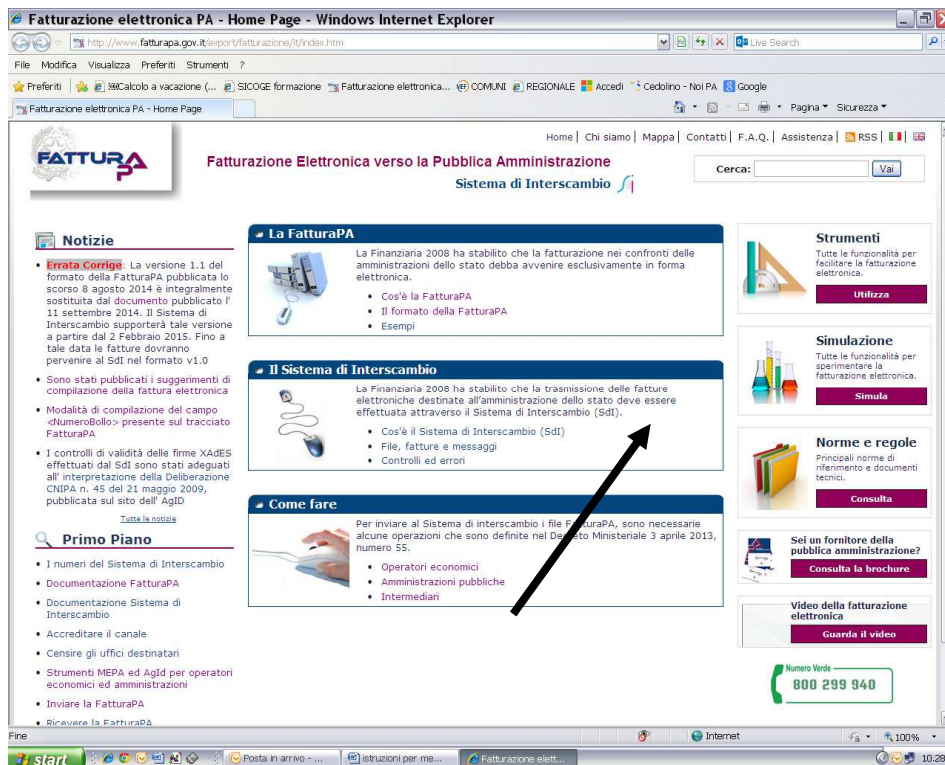 Fatturazione elettronica PA - Home Page - Windows Internet Explorer
http://www.fatturapa.gov.it/export/fatturazione/it/index.htm
Live Search
File Modifica Visualizza Preferiti Strumenti ?
Preferiti
Calcolo a vacazione (...
SICOGE formazione
Fatturazione elettronica...
COMUNI
REGIONALE
Accedi
Cedolino - Noi PA
Google
Fatturazione elettronica PA - Home Page
Pagina
Sicurezza
Home | Chi siamo | Mappa | Contatti | F.A.Q. | Assistenza | RSS |
FATTURAPA
Fatturazione Elettronica verso la Pubblica Amministrazione
Sistema di Interscambio
Cerca:
Vai
Notizie
• Errata Corrige: La versione 1.1 del
formato della FatturaPA pubblicata lo
scorso 8 agosto 2014 è integralmente
sostituita dal documento pubblicato l'
11 settembre 2014. Il Sistema di
Interscambio supporterà tale versione
a partire dal 2 Febbraio 2015. Fino a
tale data le fatture dovranno
pervenire al SdI nel formato v1.0
• Sono stati pubblicati i suggerimenti di
compilazione della fattura elettronica
• Modalità di compilazione del campo
<NumeroBollo> presente sul tracciato
FatturaPA
• I controlli di validità delle firme XAdES
effettuati dal SdI sono stati adeguati
all' interpretazione della Deliberazione
CNIPA n. 45 del 21 maggio 2009,
pubblicata sul sito dell' AgID
Tutte le notizie
Primo Piano
• I numeri del Sistema di Interscambio
• Documentazione FatturaPA
• Documentazione Sistema di
Interscambio
• Accreditare il canale
• Censire gli uffici destinatari
• Strumenti MEPA ed AgId per operatori
economici ed amministrazioni
• Inviare la FatturaPA
• Ricevere la FatturaPA
La FatturaPA
La Finanziaria 2008 ha stabilito che la fatturazione nei confronti delle
amministrazioni dello stato debba avvenire esclusivamente in forma
elettronica.
• Cos'è la FatturaPA
• Il formato della FatturaPA
• Esempi
Il Sistema di Interscambio
La Finanziaria 2008 ha stabilito che la trasmissione delle fatture
elettroniche destinate all'amministrazione dello stato deve essere
effettuata attraverso il Sistema di Interscambio (SdI).
• Cos'è il Sistema di Interscambio (SdI)
• File, fatture e messaggi
• Controlli ed errori
Come fare
Per inviare al Sistema di interscambio i file FatturaPA, sono necessarie
alcune operazioni che sono definite nel Decreto Ministeriale 3 aprile 2013,
numero 55.
• Operatori economici
• Amministrazioni pubbliche
• Intermediari
Strumenti
Tutte le funzionalità per
facilitare la fatturazione
elettronica.
Utilizza
Simulazione
Tutte le funzionalità per
sperimentare la
fatturazione elettronica.
Simula
Norme e regole
Principali norme di
riferimento e documenti
tecnici.
Consulta
Sei un fornitore della
pubblica amministrazione?
Consulta la brochure
Video della fatturazione
elettronica
Guarda il video
Numero Verde
800 299 940
Fine
Internet
100%
start
Posta in arrivo - ...
istruzioni per me...
Fatturazione elett...
10.28